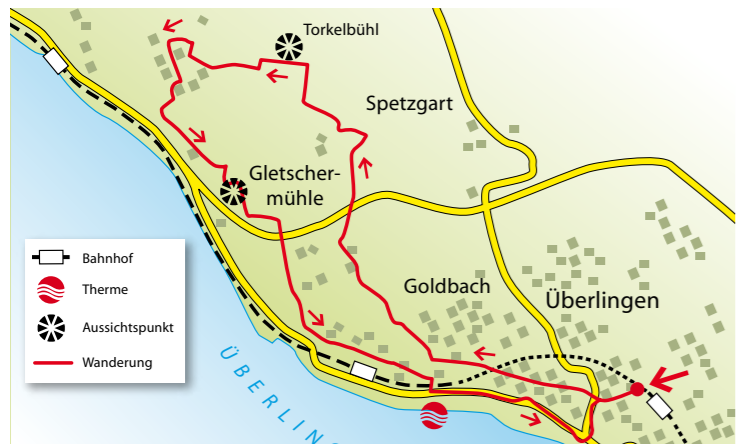 Torkelbühl
Spetzgart
Gletscher-
mühle
Goldbach
Überlingen
Bahnhof
Therme
Aussichtspunkt
Wanderung
ÜBERLIN